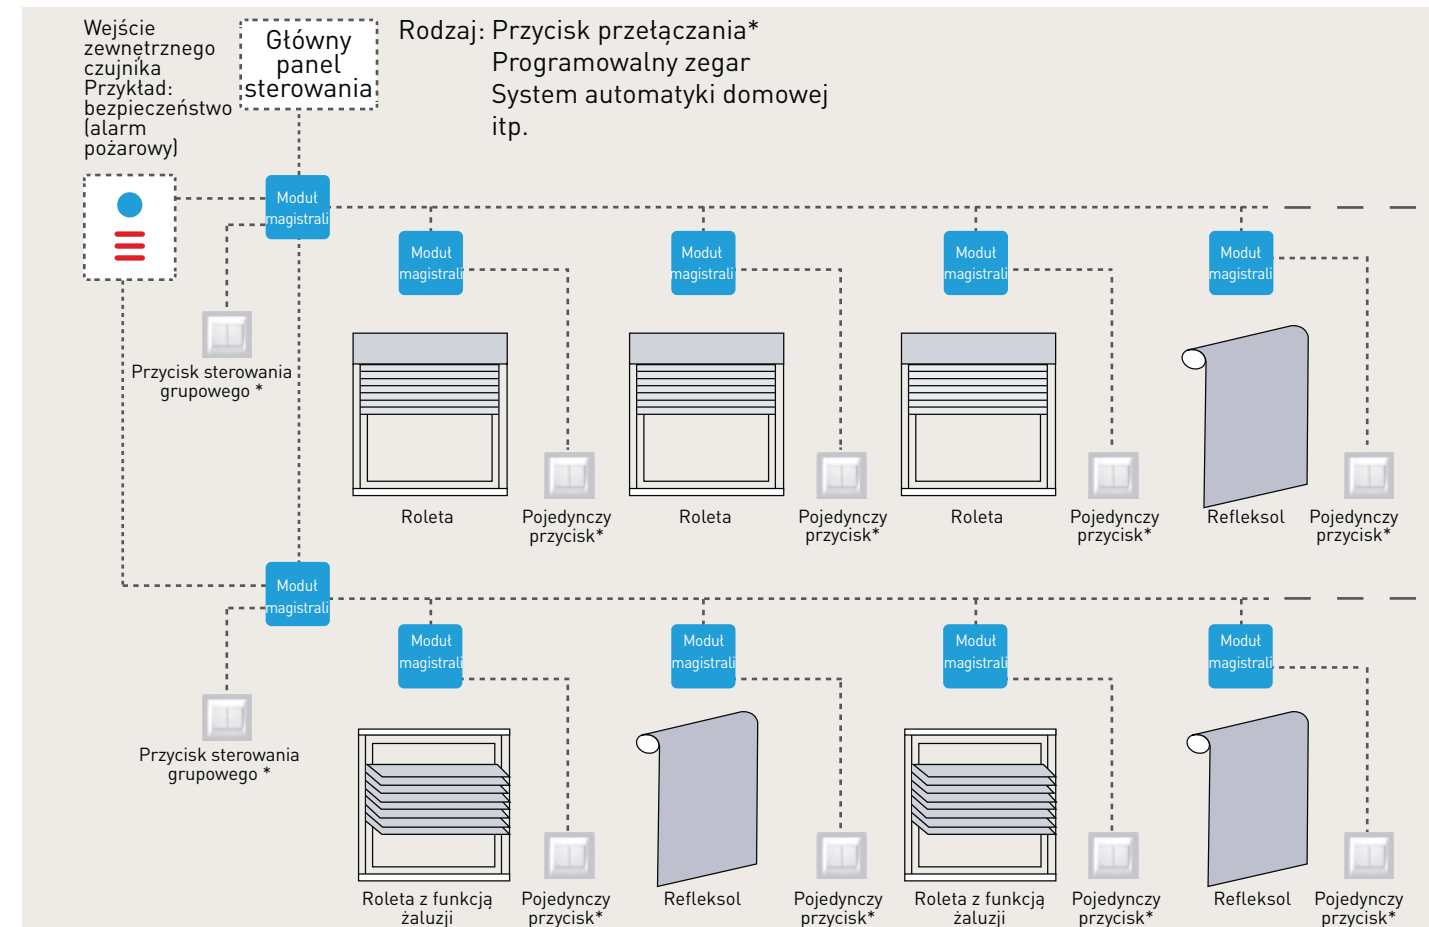 Wejście
zewnętrznego
czujnika
Przykład:
bezpieczeństwo
(alarm
pożarowy)
Główny
panel
sterowania
Rodzaj: Przycisk przełączania*
Programowalny zegar
System automatyki domowej
itp.
Moduł
magistrali
Moduł
magistrali
Moduł
magistrali
Moduł
magistrali
Moduł
magistrali
Przycisk sterowania
grupowego *
Roleta
Pojedynczy
przycisk*
Roleta
Pojedynczy
przycisk*
Roleta
Pojedynczy
przycisk*
Refleksol
Pojedynczy
przycisk*
Moduł
magistrali
Moduł
magistrali
Moduł
magistrali
Moduł
magistrali
Moduł
magistrali
Przycisk sterowania
grupowego *
Roleta z funkcją
żaluzji
Pojedynczy
przycisk*
Refleksol
Pojedynczy
przycisk*
Roleta z funkcją
żaluzji
Pojedynczy
przycisk*
Refleksol
Pojedynczy
przycisk*